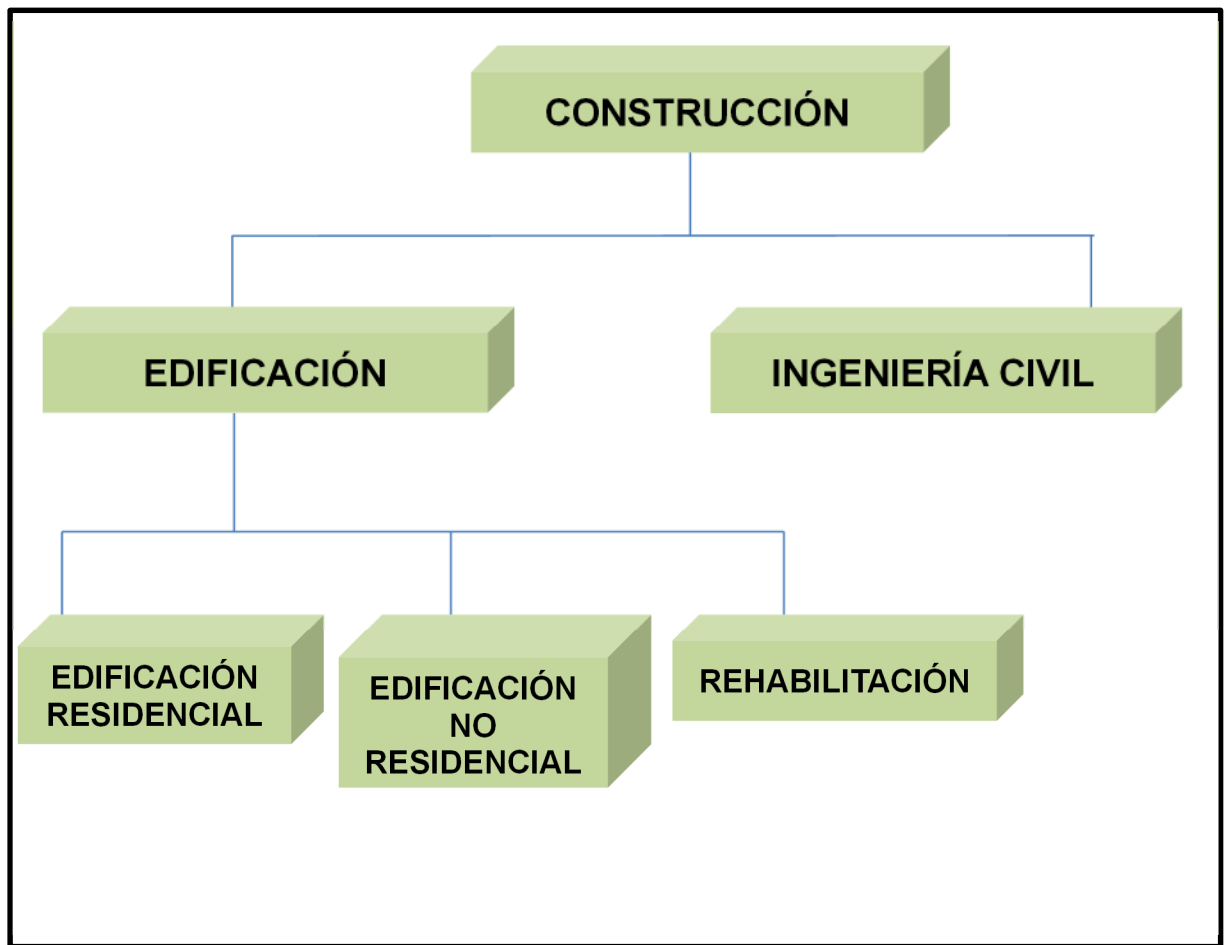 CONSTRUCCIÓN
EDIFICACIÓN
INGENIERÍA CIVIL
EDIFICACIÓN
RESIDENCIAL
EDIFICACIÓN
NO
RESIDENCIAL
REHABILITACIÓN